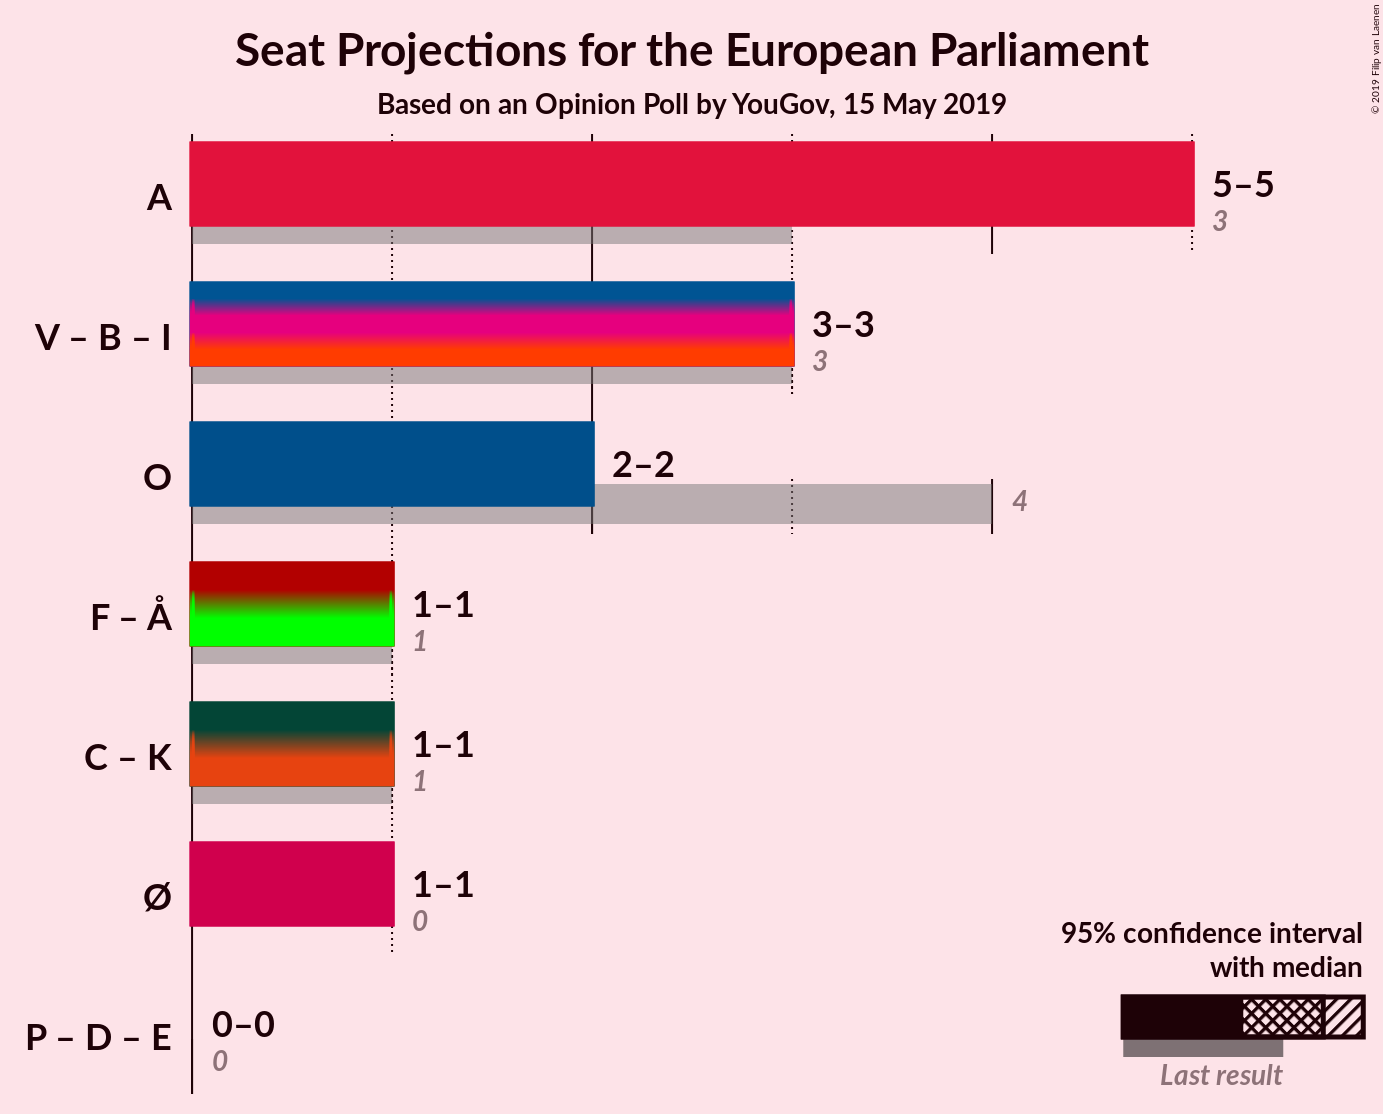 Seat Projections for the European Parliament
Based on an Opinion Poll by YouGov, 15 May 2019
© 2019 Filip van Laenen
A
5–5
3
V – B – I
3–3
3
O
2–2
4
F – Å
1–1
1
C – K
1–1
1
Ø
1–1
0
P – D – E
0–0
0
95% confidence interval
with median
Last result